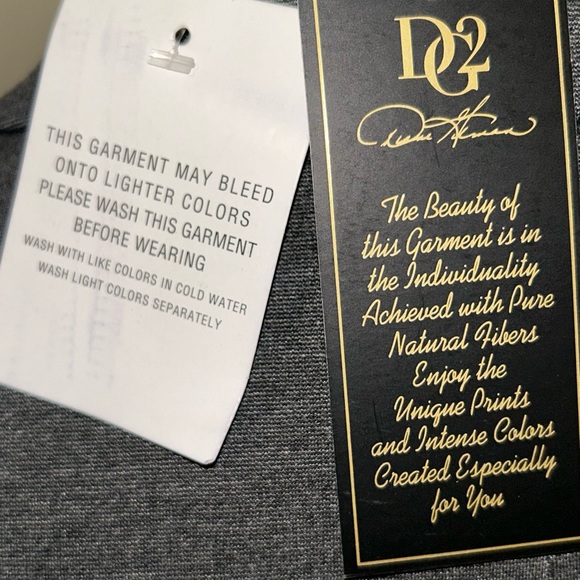 THIS GARMENT MAY BLEED
ONTO LIGHTER COLORS
PLEASE WASH THIS GARMENT
BEFORE WEARING
WASH WITH LIKE COLORS IN COLD WATER
WASH LIGHT COLORS SEPARATELY
DG2
The Beauty of
this Garment is in
the Individuality
Achieved with Pure
Natural Fibers
Enjoy the
Unique Prints
and Intense Colors
Created Especially
for You